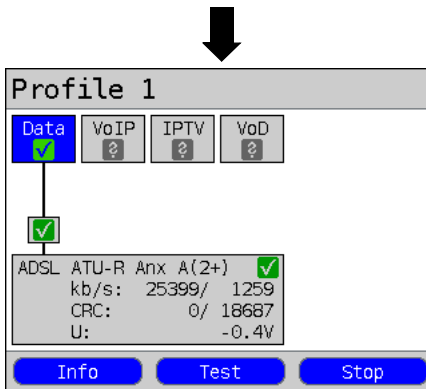 Profile 1
Data VoIP IPTV VoD
? ? ?
ADSL ATU-R Anx A(2+)
kb/s: 25399/ 1259
CRC: 0/ 18687
U: -0.4V
Info Test Stop